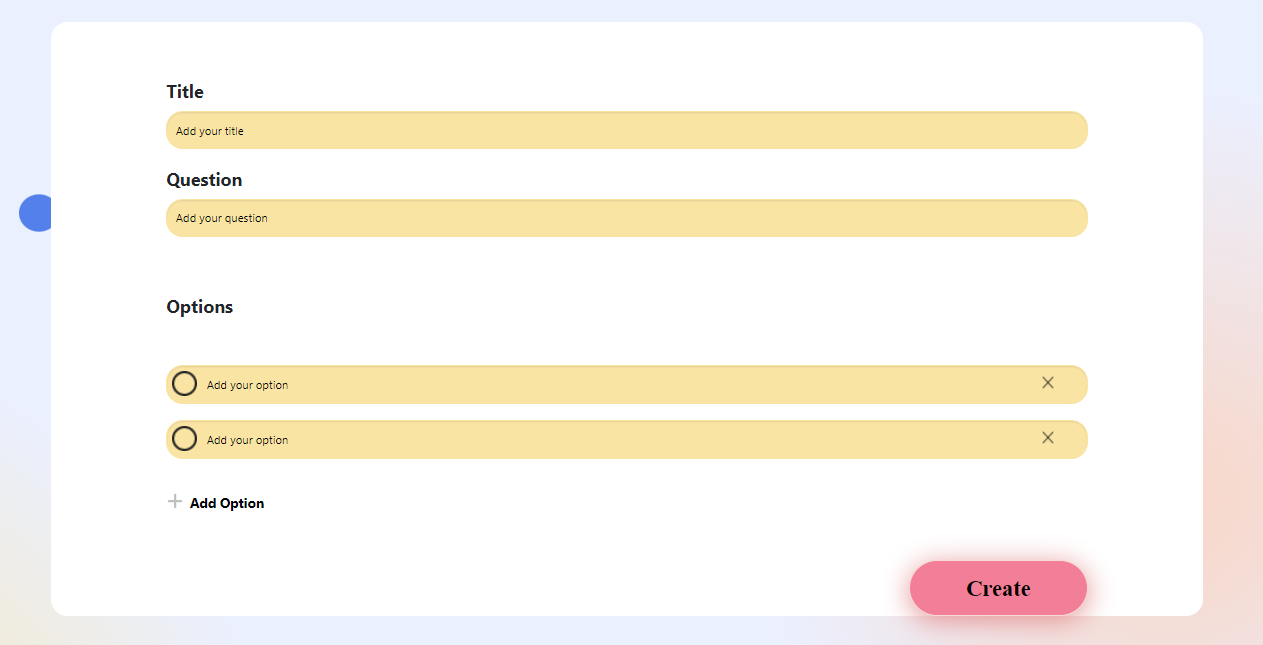 Title
Add your title
Question
Add your question
Options
Add your option
Add your option
Add Option
Create